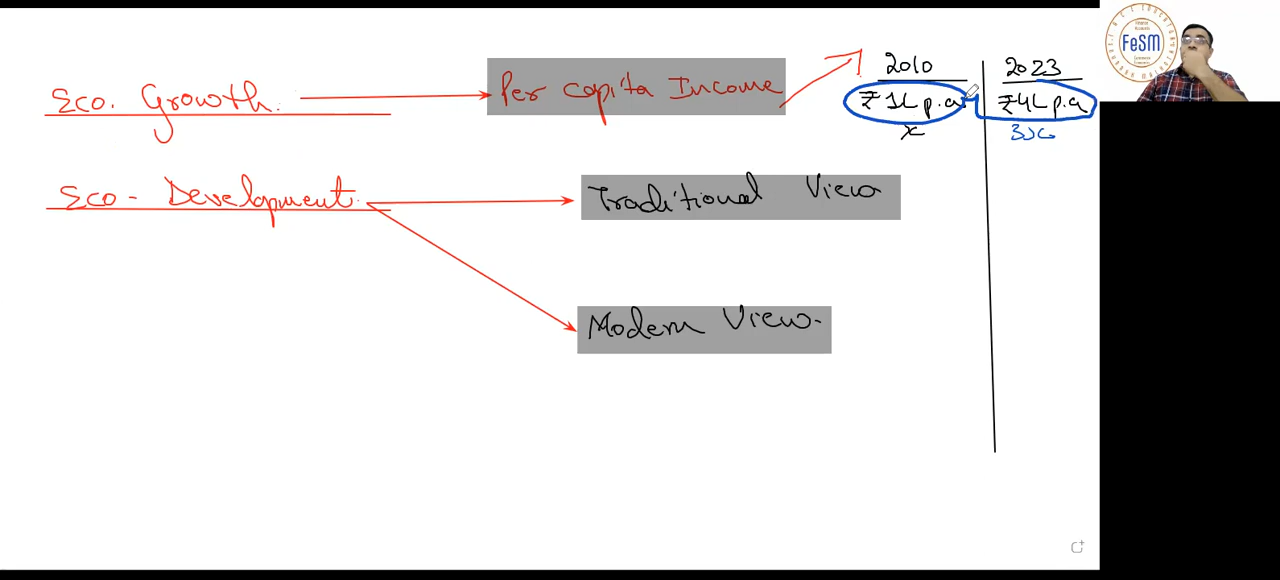 Eco. Growth.
Per capita Income
2010
2023
₹1L p.a.
₹4L p.a
x
FeSM
Eco - Development.
Traditional View
Modern View.